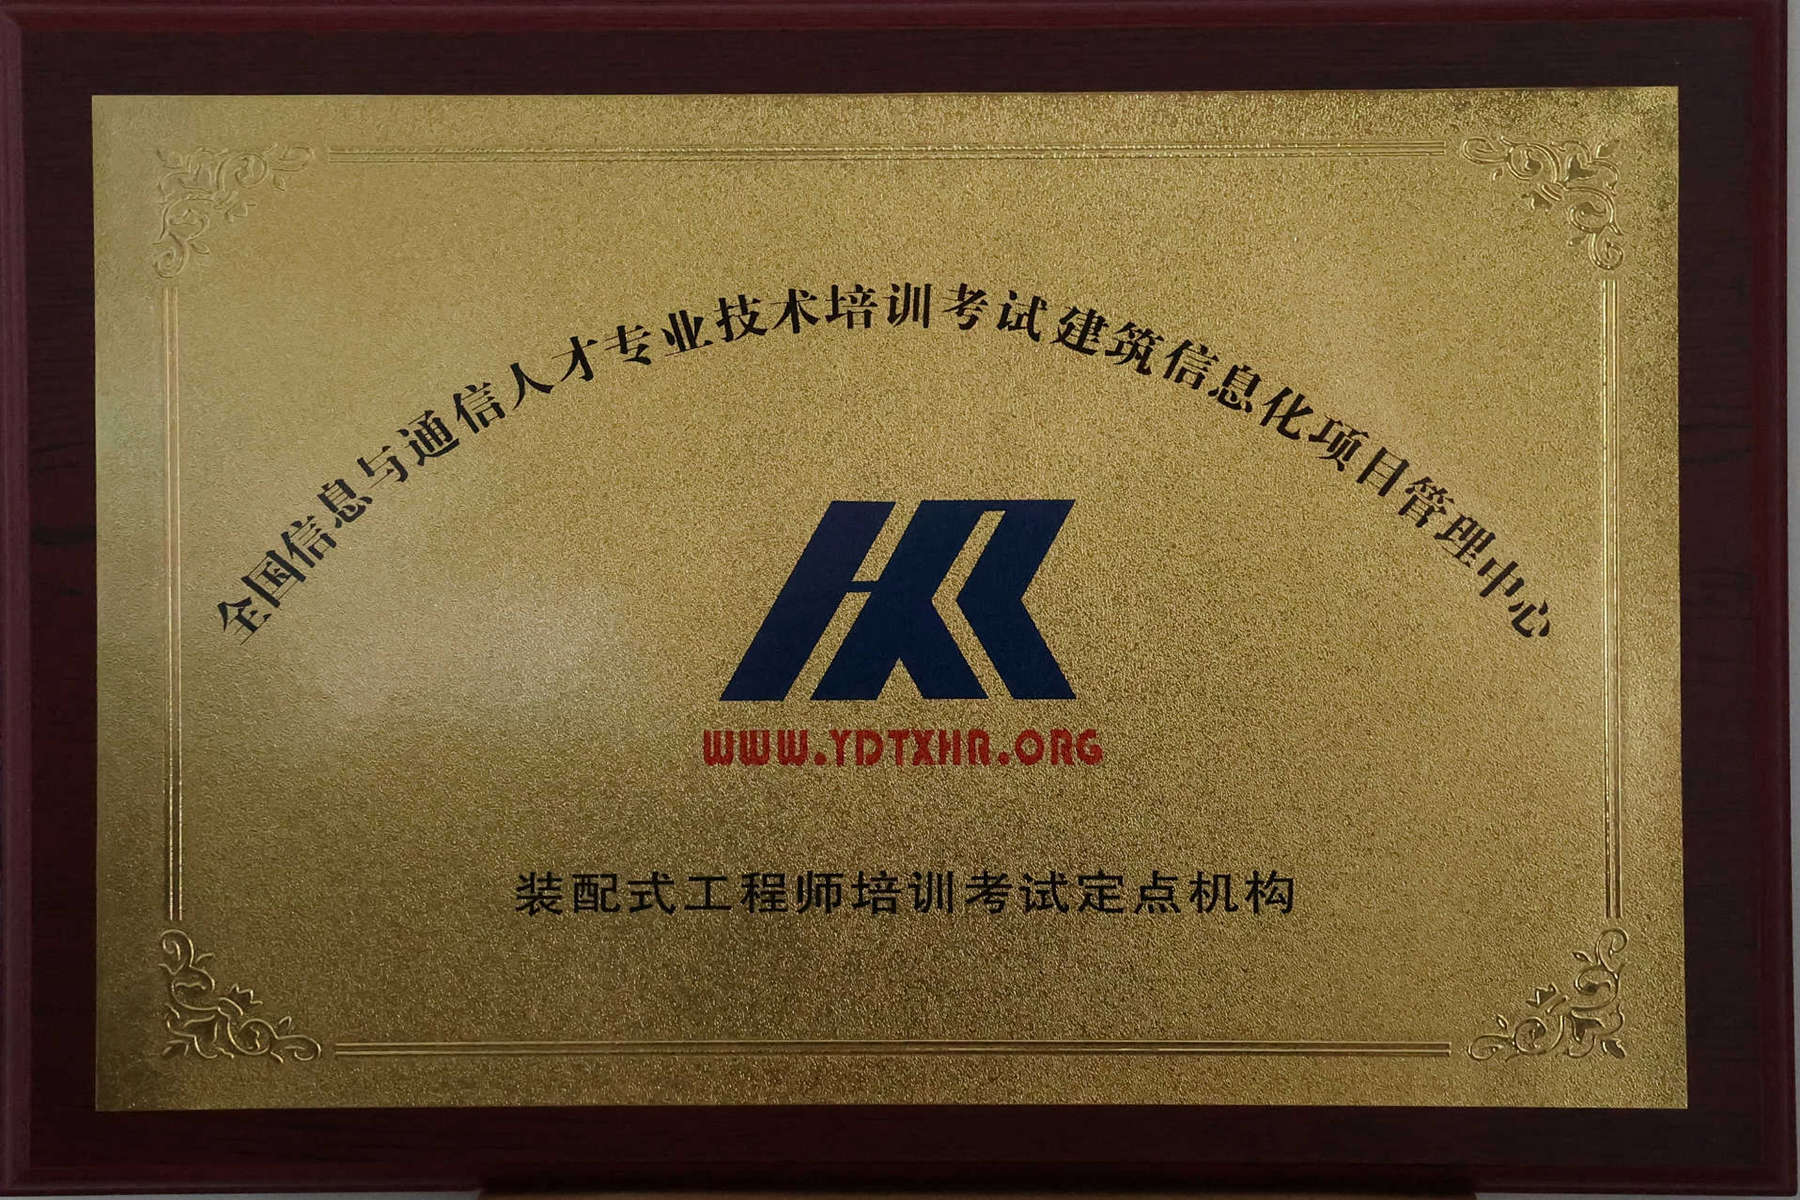 全国信息与通信人才专业技术培训考试建筑信息化项目管理中心
HR
WWW.YDTXHR.ORG
装配式工程师培训考试定点机构